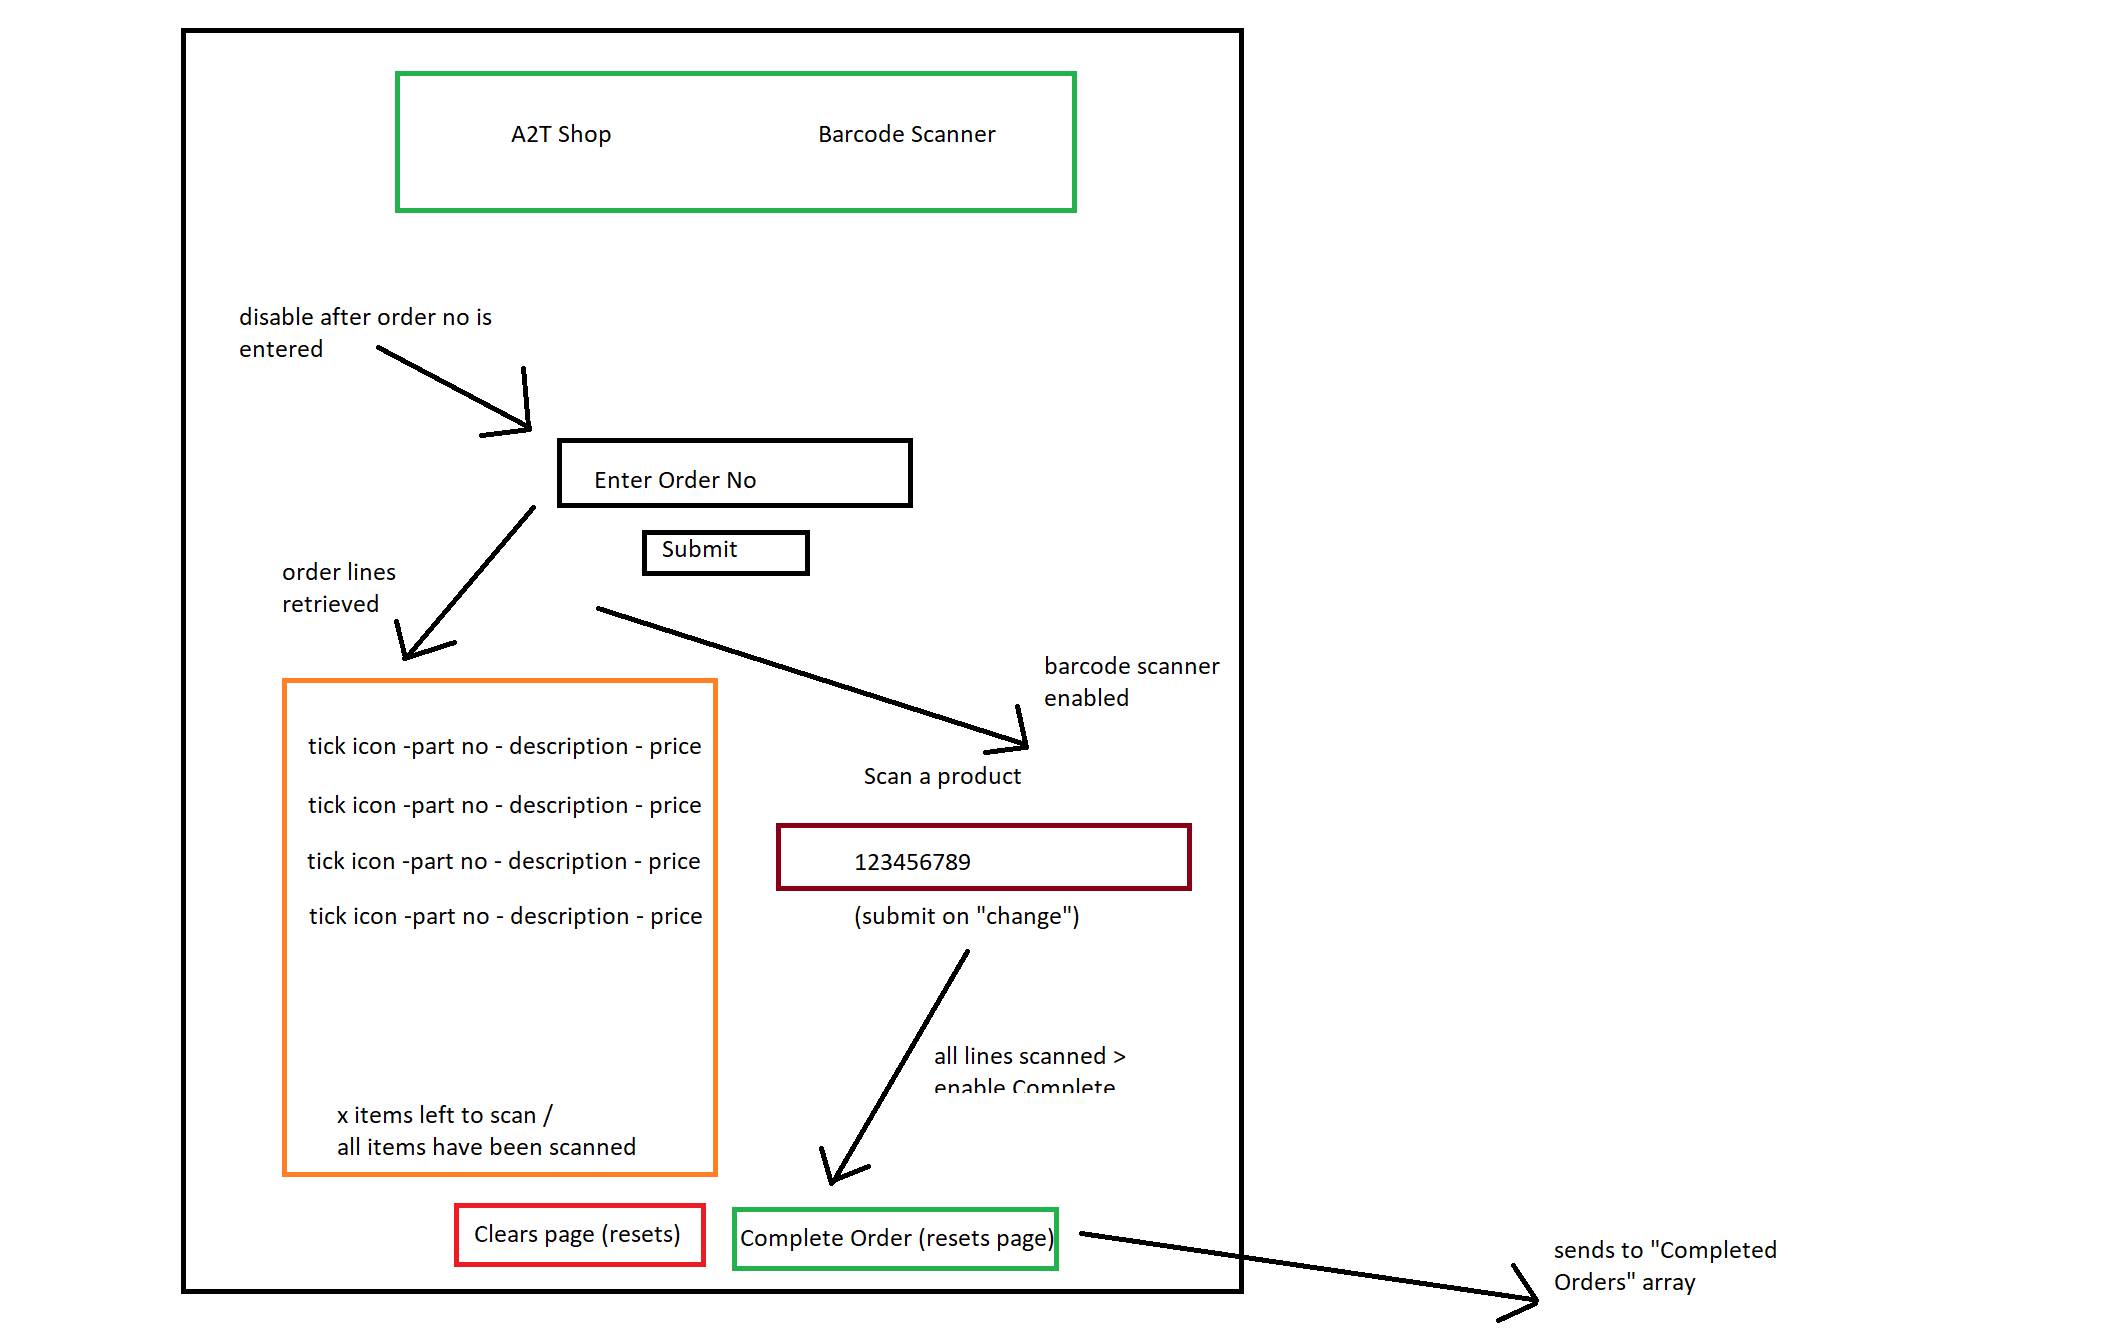 A2T Shop
Barcode Scanner
disable after order no is
entered
Enter Order No
Submit
order lines
retrieved
barcode scanner
enabled
tick icon -part no - description - price
tick icon -part no - description - price
tick icon -part no - description - price
tick icon -part no - description - price
x items left to scan /
all items have been scanned
Scan a product
123456789
(submit on "change")
all lines scanned >
enable Complete
Clears page (resets)
Complete Order (resets page)
sends to "Completed
Orders" array